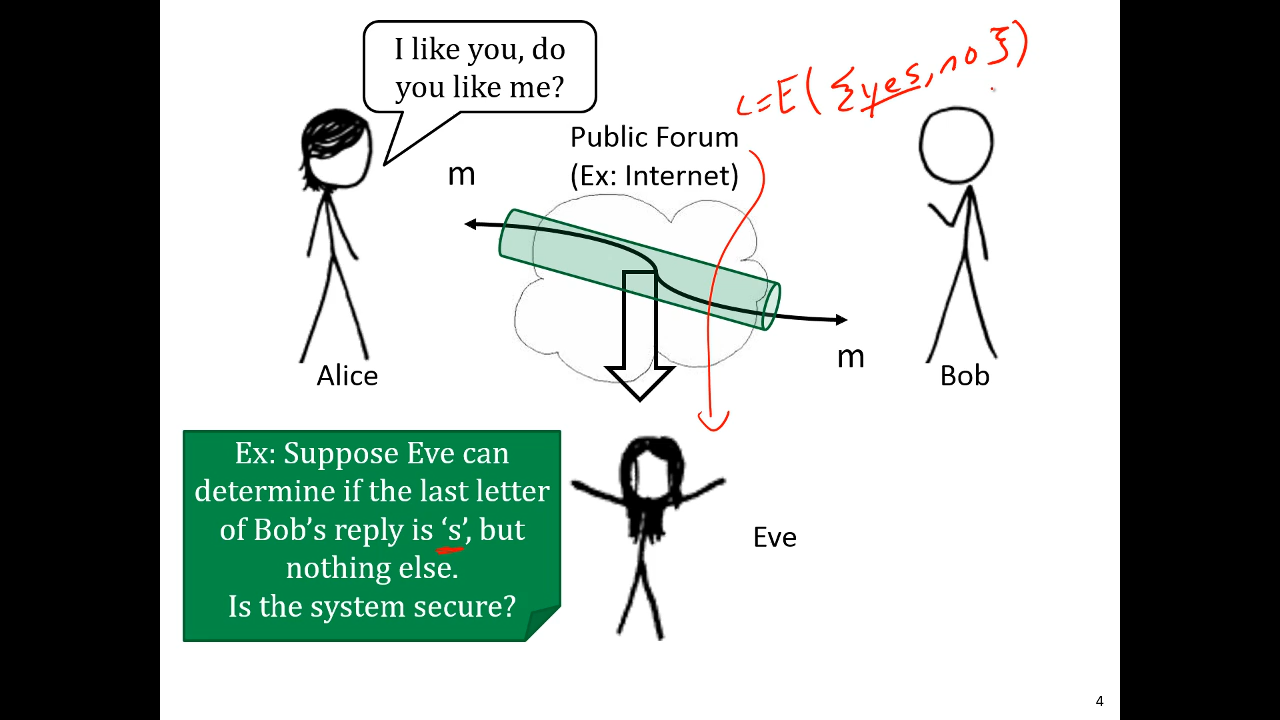 I like you, do
you like me?
c=E({yes,no})
Public Forum
(Ex: Internet)
m
m
Alice
Bob
Ex: Suppose Eve can
determine if the last letter
of Bob’s reply is ‘s’, but
nothing else.
Is the system secure?
Eve
4